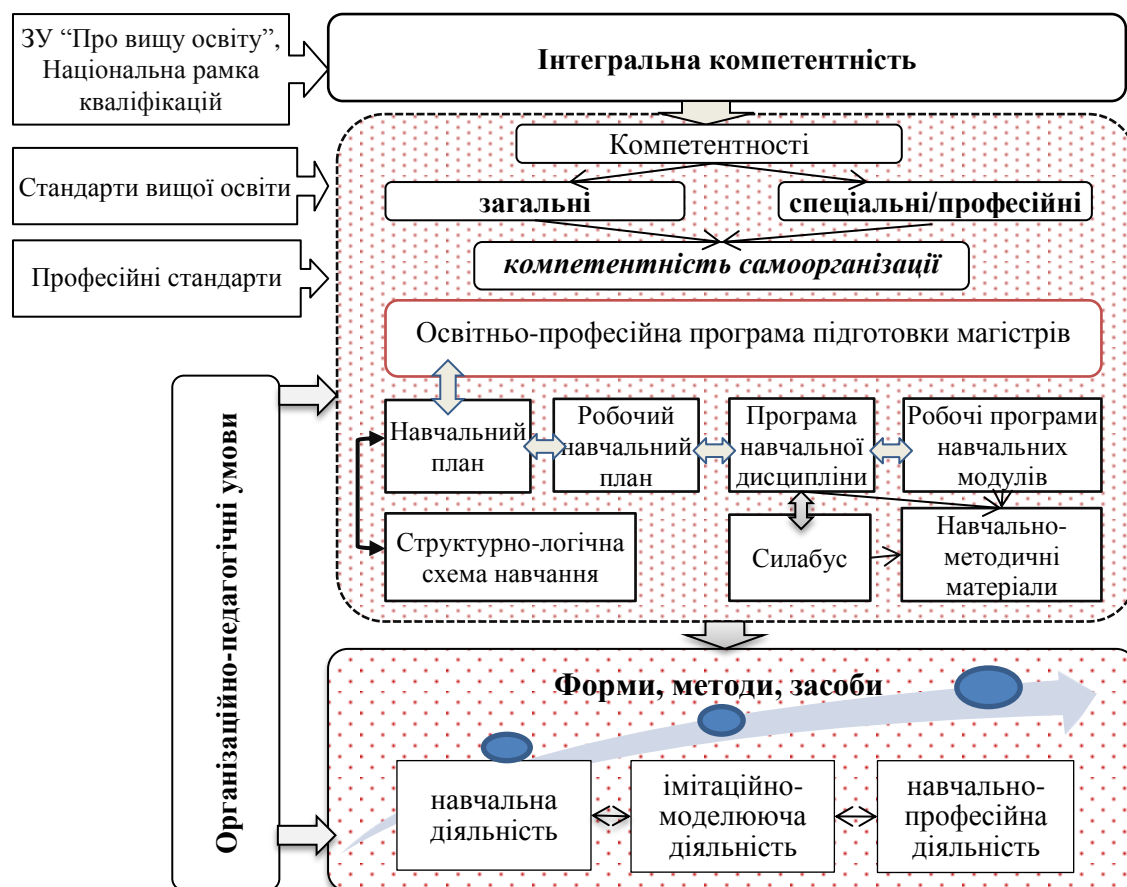 ЗУ “Про вищу освіту”,
Національна рамка
кваліфікацій
Інтегральна компетентність
Компетентності
Стандарти вищої освіти
загальні
спеціальні/професійні
компетентність самоорганізації
Професійні стандарти
Освітньо-професійна програма підготовки магістрів
Організаційно-педагогічні умови
Навчальний
план
Робочий
навчальний
план
Програма
навчальної
дисципліни
Робочі програми
навчальних
модулів
Структурно-логічна
схема навчання
Силабус
Навчально-
методичні
матеріали
Форми, методи, засоби
навчальна
діяльність
імітаційно-
моделююча
діяльність
навчально-
професійна
діяльність